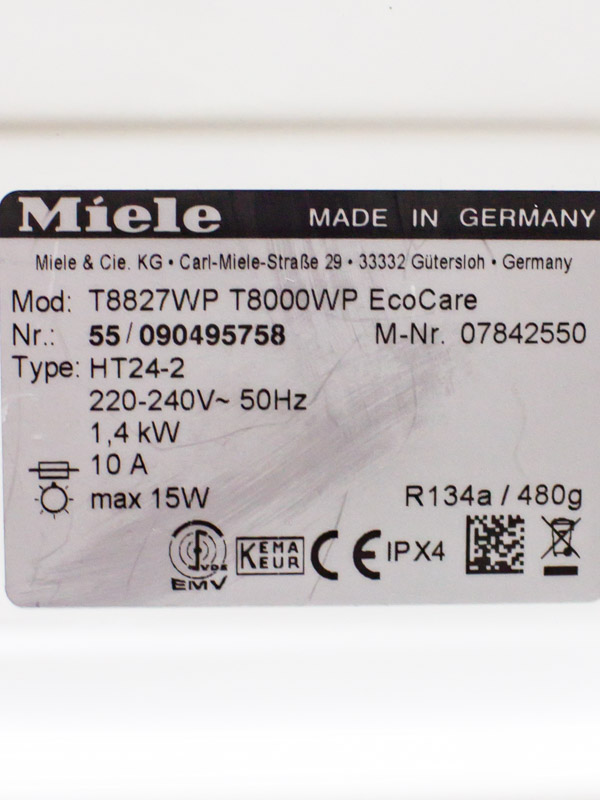 Miele MADE IN GERMANY
Miele & Cie. KG • Carl-Miele-Straße 29 • 33332 Gütersloh • Germany
Mod: T8827WP T8000WP EcoCare
Nr.: 55/090495758 M-Nr. 07842550
Type: HT24-2
220-240V~ 50Hz
1,4 kW
10 A
max 15W R134a / 480g
VDE
EMV
KEMA
KEUR
CE
IPX4